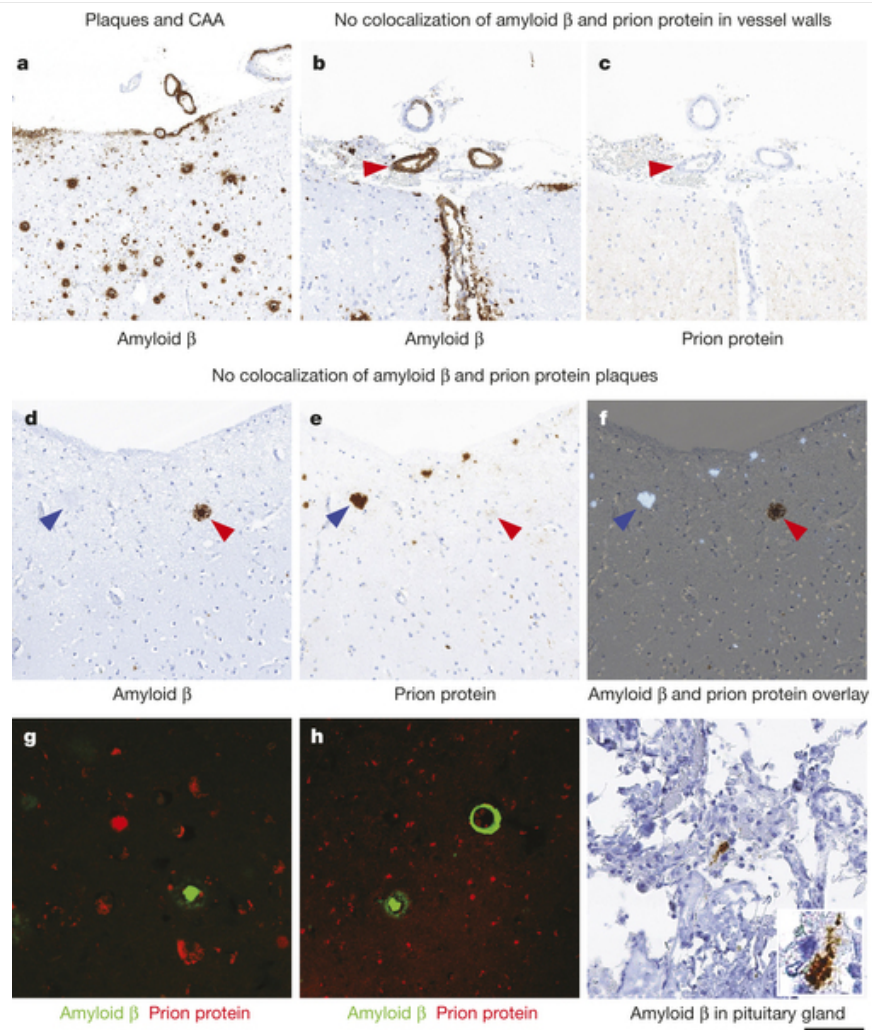 Plaques and CAA
No colocalization of amyloid β and prion protein in vessel walls
a
b
c
Amyloid β
Amyloid β
Prion protein
No colocalization of amyloid β and prion protein plaques
d
e
f
Amyloid β
Prion protein
Amyloid β and prion protein overlay
g
h
i
Amyloid β Prion protein
Amyloid β Prion protein
Amyloid β in pituitary gland